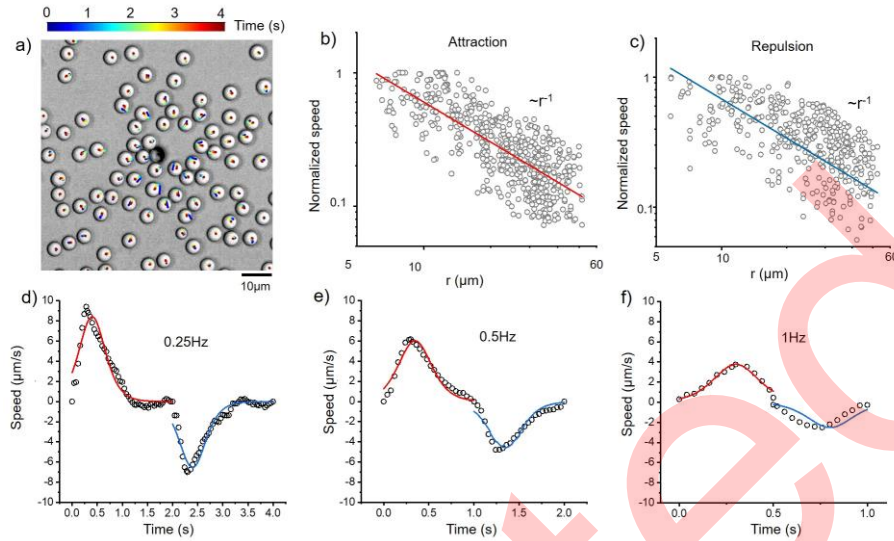 0 1 2 3 4 Time (s)
a)
10μm
b)
Attraction
~r⁻¹
Normalized speed
1
0.1
5 10 60
r (μm)
c)
Repulsion
~r⁻¹
Normalized speed
1
0.1
5 10 60
r (μm)
d)
0.25Hz
Speed (μm/s)
10
8
6
4
2
0
-2
-4
-6
-8
-10
0.0 0.5 1.0 1.5 2.0 2.5 3.0 3.5 4.0
Time (s)
e)
0.5Hz
Speed (μm/s)
10
8
6
4
2
0
-2
-4
-6
-8
-10
0.0 0.5 1.0 1.5 2.0
Time (s)
f)
1Hz
Speed (μm/s)
10
8
6
4
2
0
-2
-4
-6
-8
-10
0.0 0.5 1.0
Time (s)